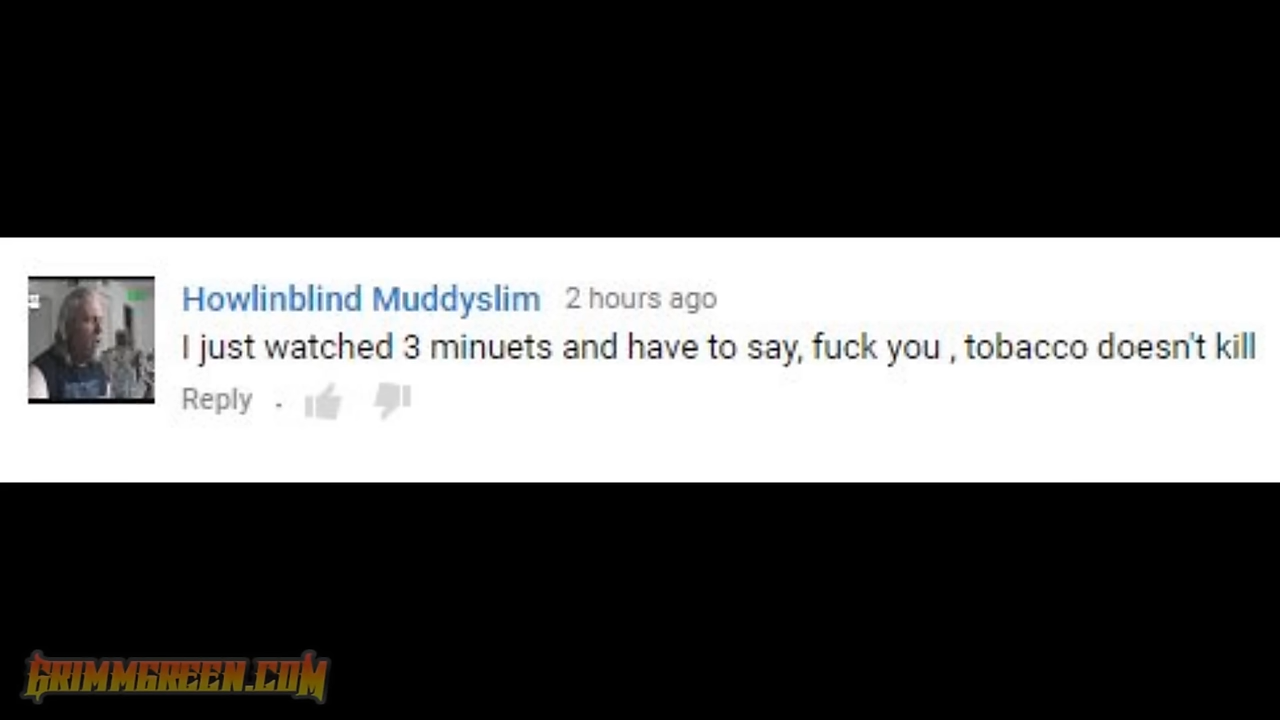 Howlinblind Muddyslim 2 hours ago
I just watched 3 minuets and have to say, fuck you , tobacco doesn't kill
Reply .
GRIMMGREEN.COM